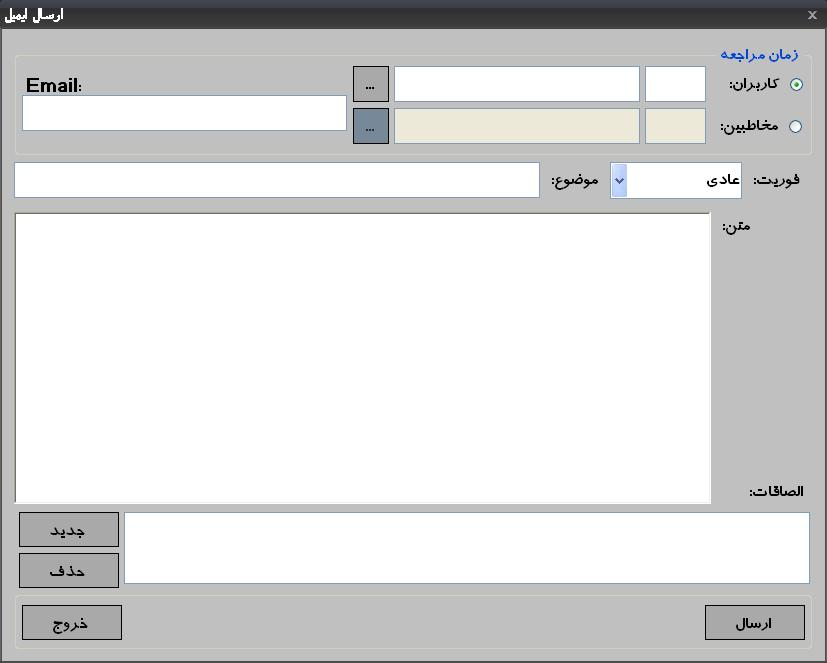 ارسال ایمیل
زمان مراجعه
کاربران: ... Email:
مخاطبین: ...
فوریت: عادی موضوع:
متن:
الصاقات:
جدید
حذف
ارسال خروج